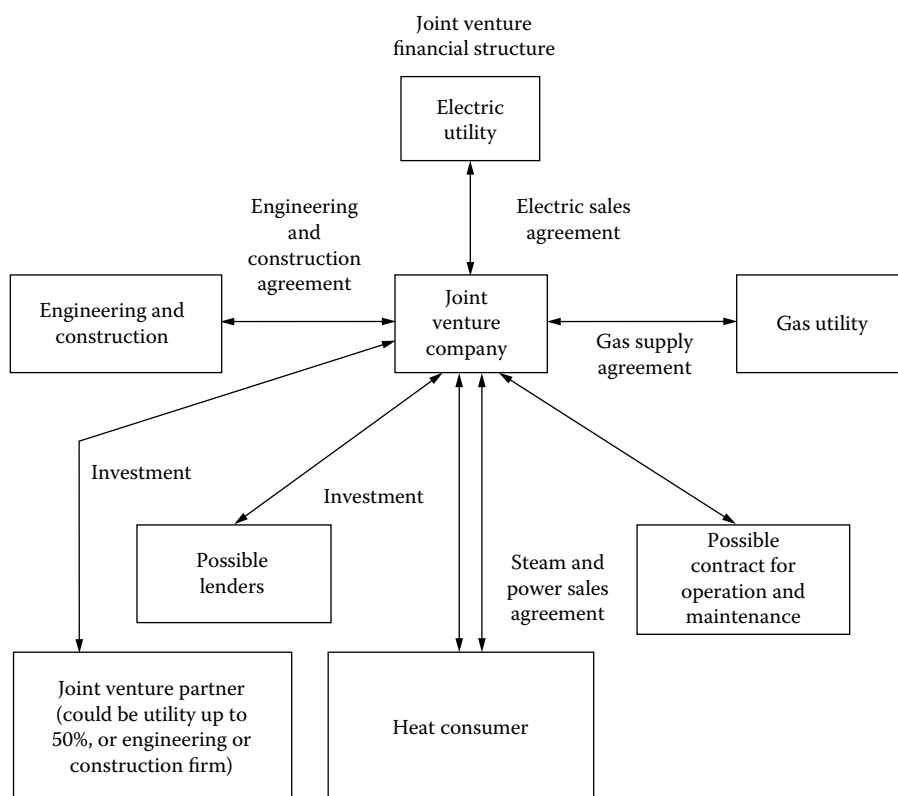 Joint venture
financial structure
Electric
utility
Engineering
and
construction
agreement
Electric sales
agreement
Engineering and
construction
Joint
venture
company
Gas supply
agreement
Gas utility
Investment
Investment
Possible
lenders
Steam and
power sales
agreement
Possible
contract for
operation and
maintenance
Joint venture partner
(could be utility up to
50%, or engineering or
construction firm)
Heat consumer